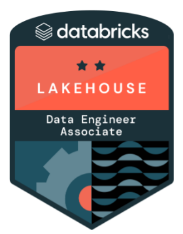 databricks
LAKEHOUSE
Data Engineer
Associate